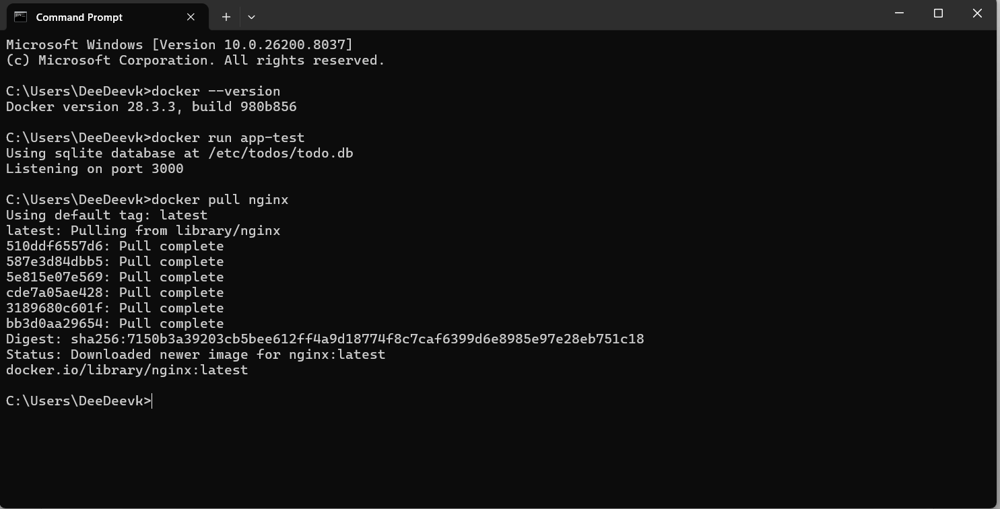 Command Prompt
Microsoft Windows [Version 10.0.26200.8037]
(c) Microsoft Corporation. All rights reserved.
C:\Users\DeeDeevk>docker --version
Docker version 28.3.3, build 980b856
C:\Users\DeeDeevk>docker run app-test
Using sqlite database at /etc/todos/todo.db
Listening on port 3000
C:\Users\DeeDeevk>docker pull nginx
Using default tag: latest
latest: Pulling from library/nginx
510ddf6557d6: Pull complete
587e3d84dbb5: Pull complete
5e815e07e569: Pull complete
cde7a05ae428: Pull complete
3189680c601f: Pull complete
bb3d0aa29654: Pull complete
Digest: sha256:7150b3a39203cb5bee612ff4a9d18774f8c7caf6399d6e8985e97e28eb751c18
Status: Downloaded newer image for nginx:latest
docker.io/library/nginx:latest
C:\Users\DeeDeevk>